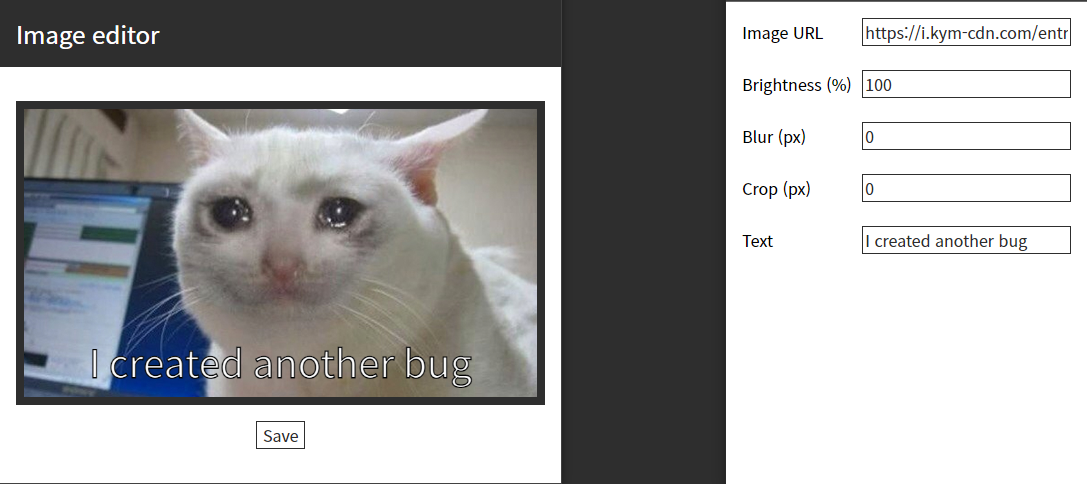 Image editor
I created another bug
Save
Image URL
https://i.kym-cdn.com/entr
Brightness (%)
100
Blur (px)
0
Crop (px)
0
Text
I created another bug